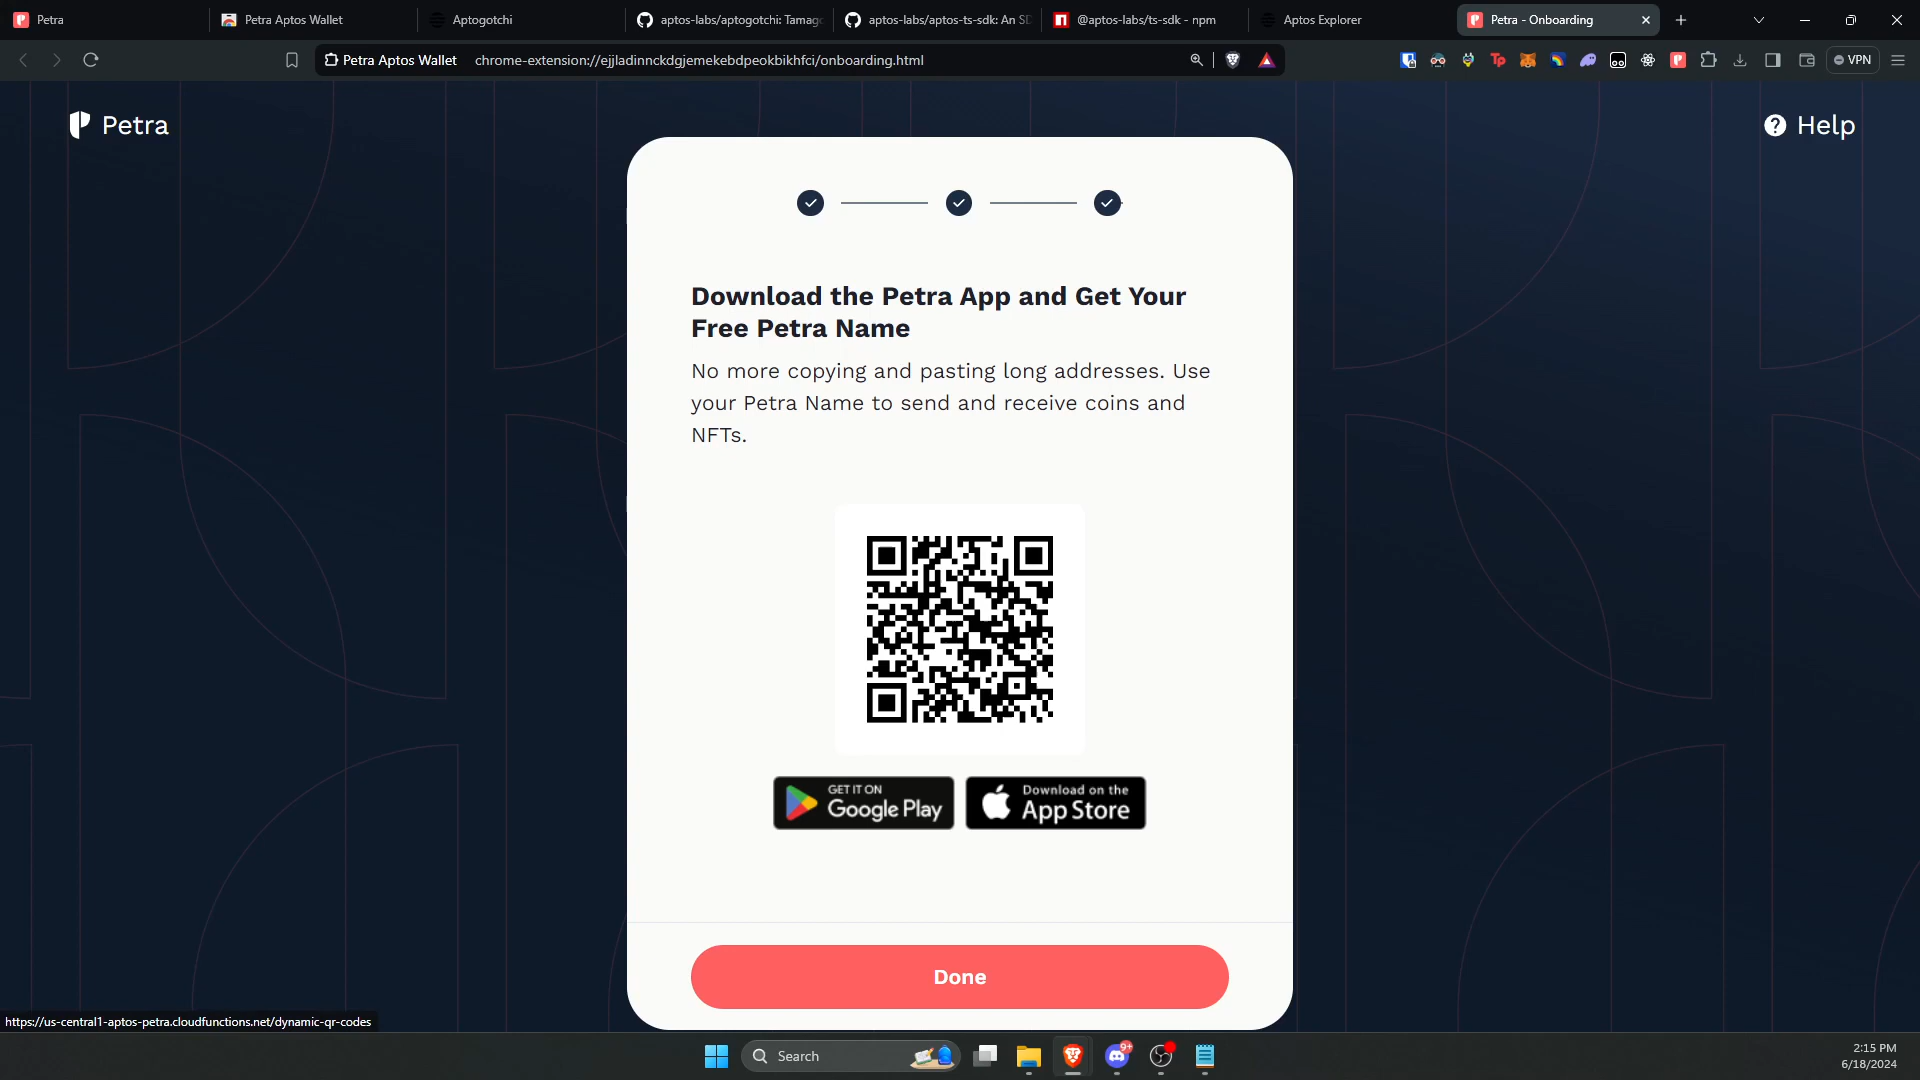 Petra
Petra Aptos Wallet
Aptogotchi
aptos-labs/aptogotchi: Tamago
aptos-labs/aptos-ts-sdk: An SD
@aptos-labs/ts-sdk - npm
Aptos Explorer
Petra - Onboarding
Petra Aptos Wallet
chrome-extension://ejjladinnckdgjemekebdpeokbikhfci/onboarding.html
Tp
VPN
Petra
Help
Download the Petra App and Get Your
Free Petra Name
No more copying and pasting long addresses. Use
your Petra Name to send and receive coins and
NFTs.
GET IT ON
Google Play
Download on the
App Store
Done
https://us-central1-aptos-petra.cloudfunctions.net/dynamic-qr-codes
Search
9+
2:15 PM
6/18/2024